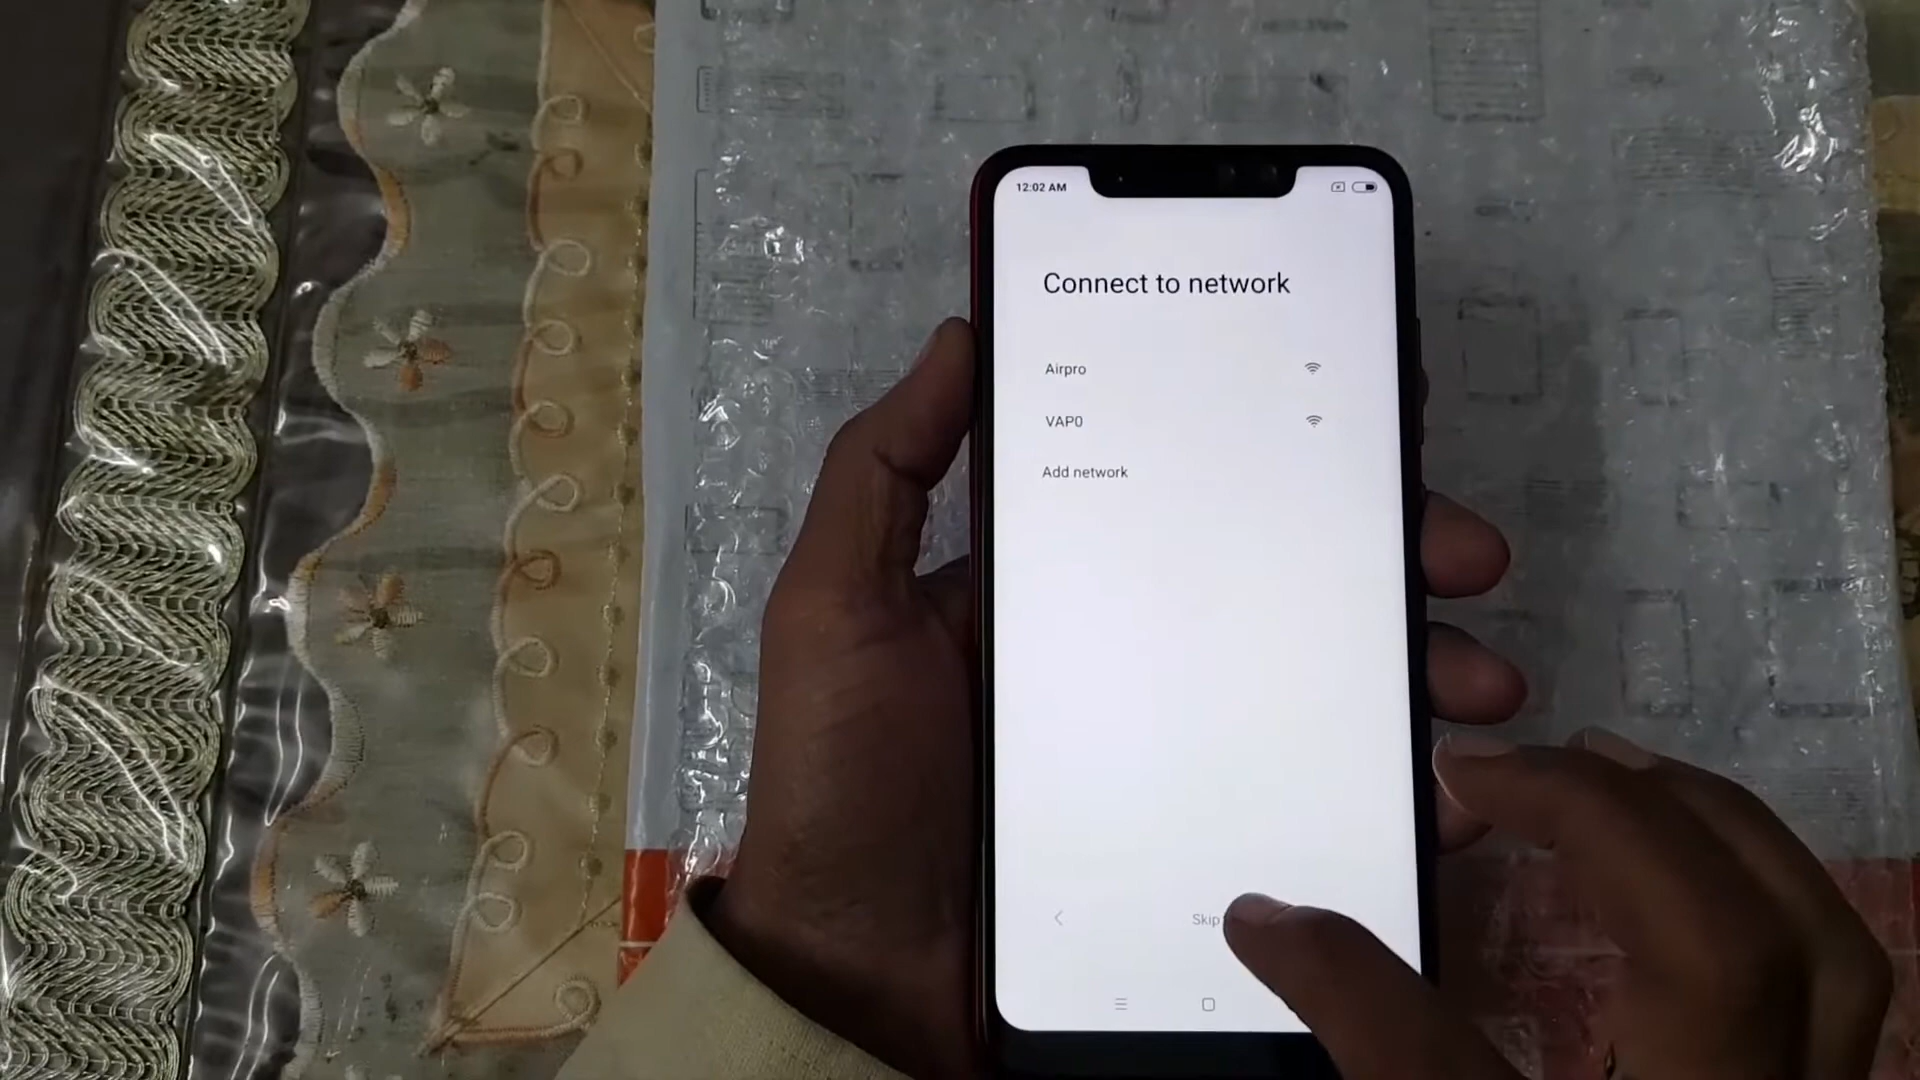 12:02 AM
Connect to network
Airpro
VAP0
Add network
Skip